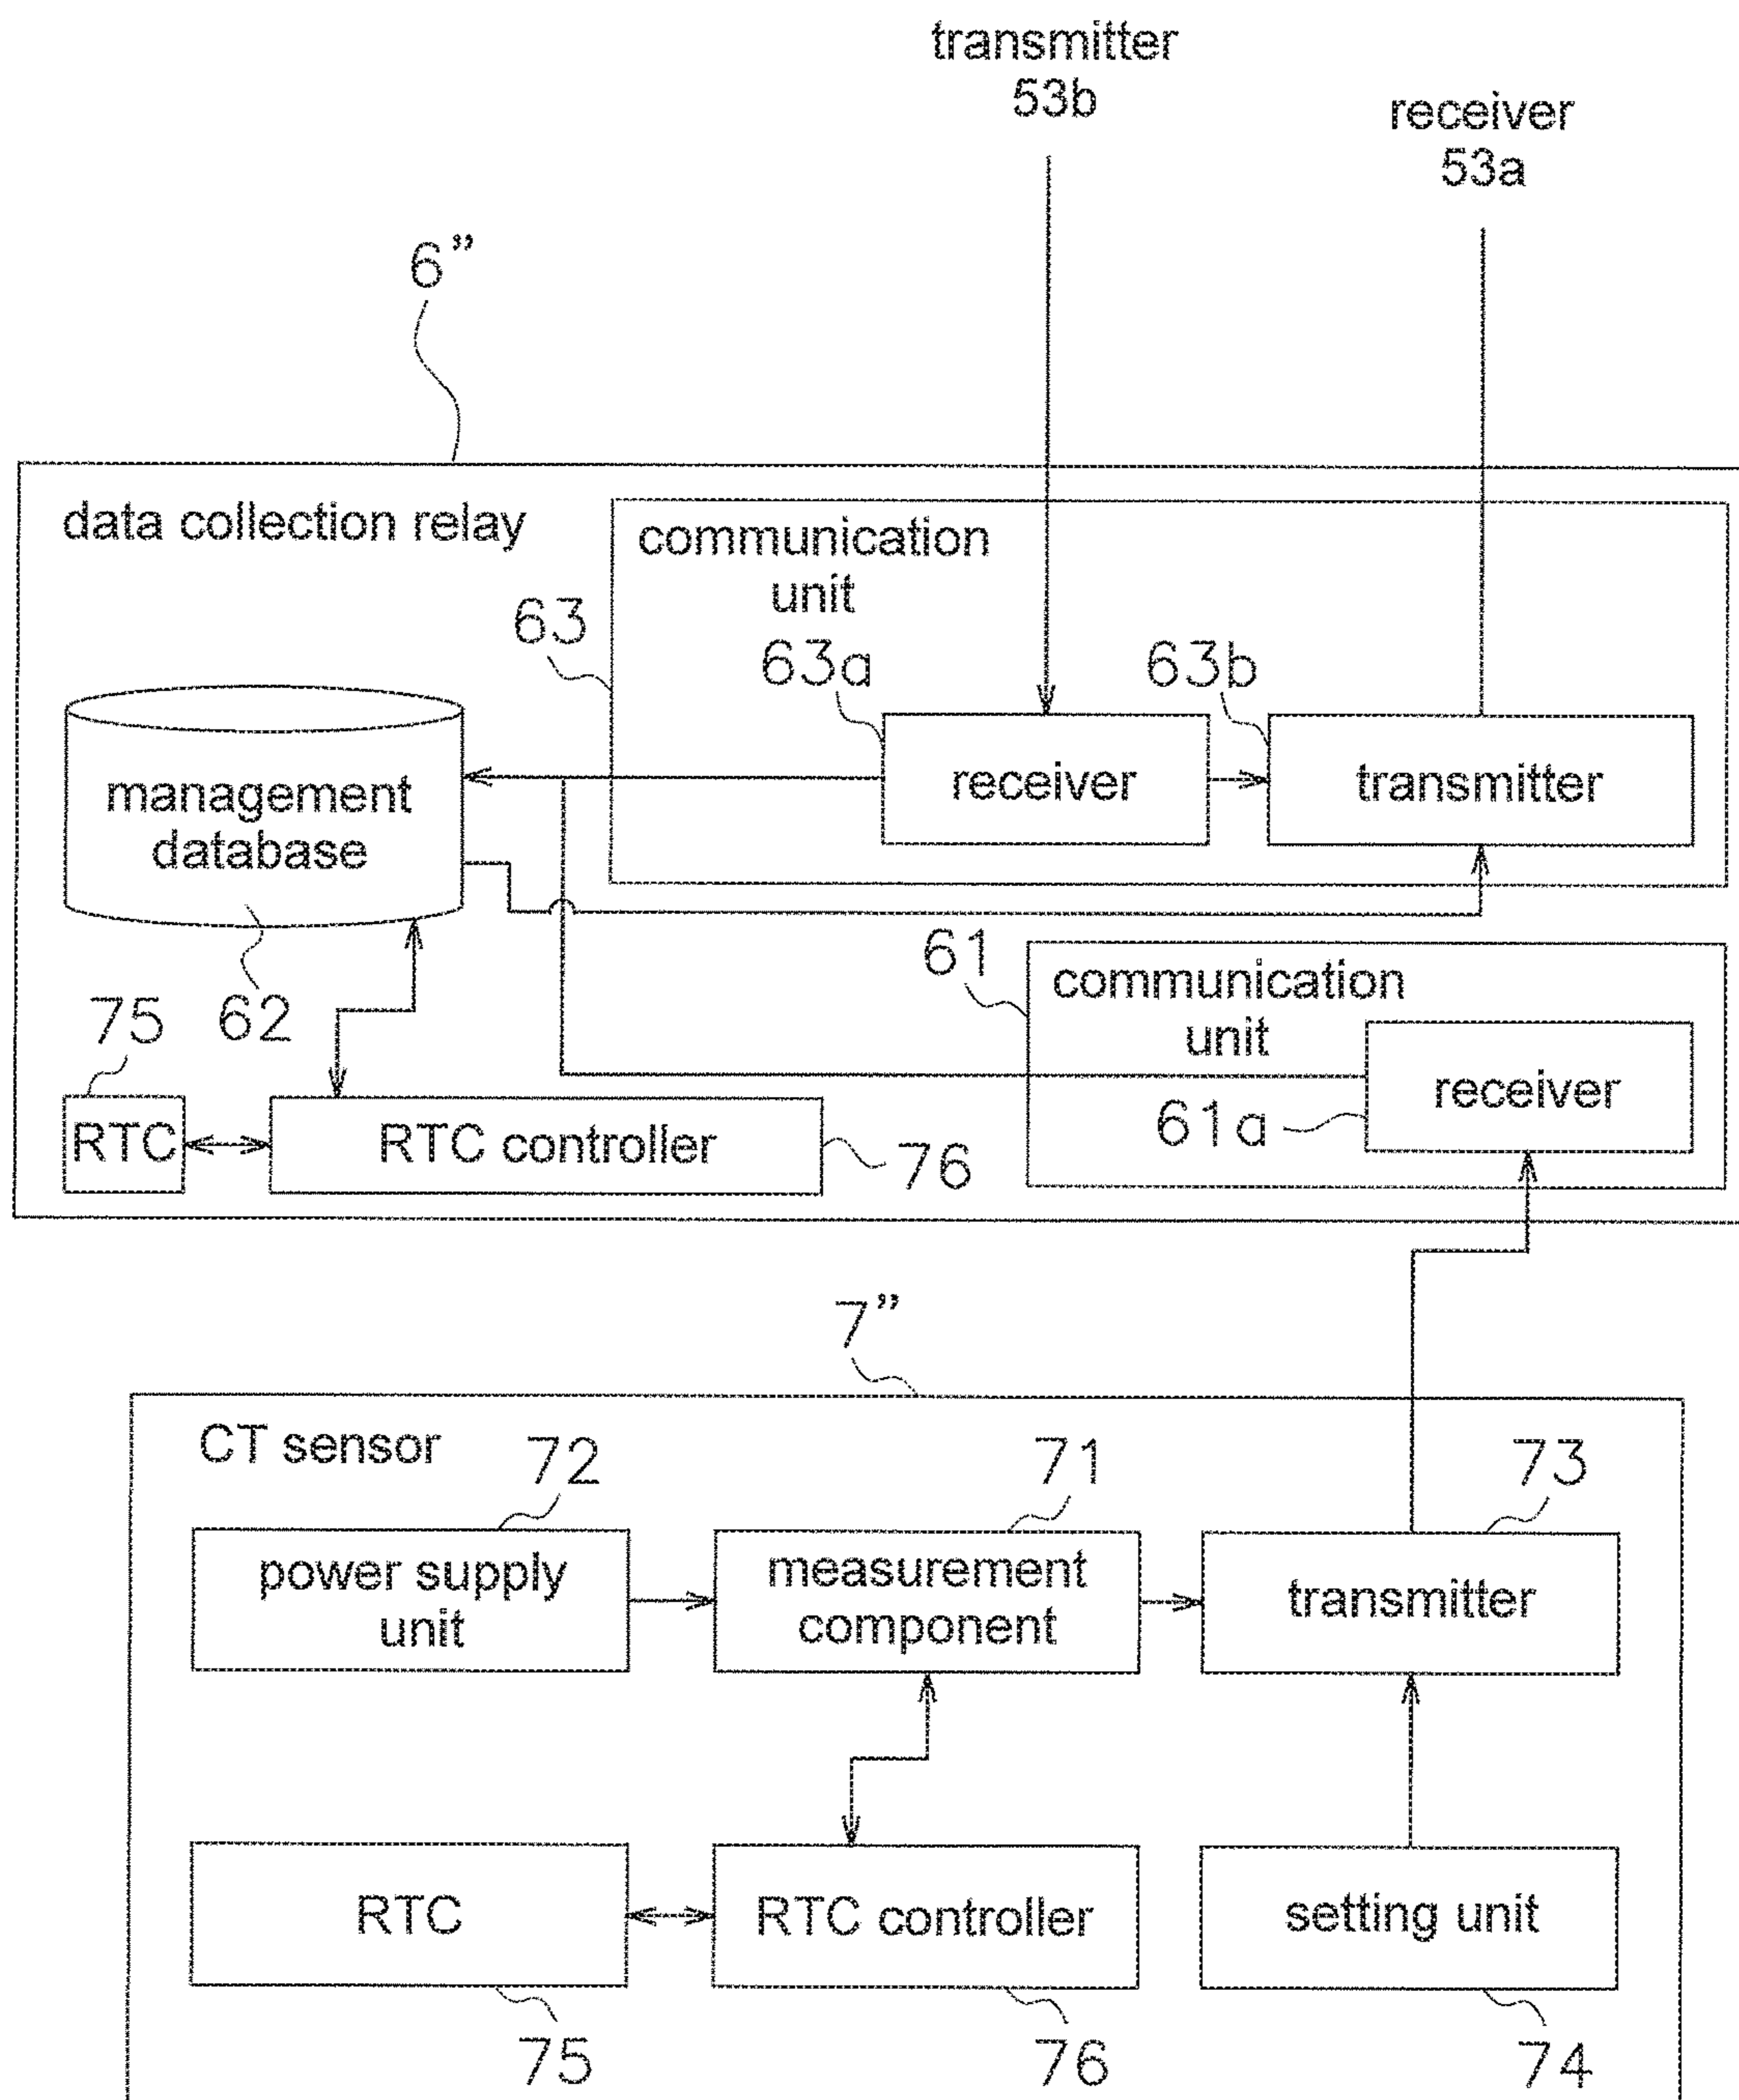 transmitter
53b
receiver
53a
6”
data collection relay
communication
unit
63
63a
63b
receiver
transmitter
management
database
62
61
communication
unit
receiver
61a
75
RTC
RTC controller
76
7”
CT sensor
72
71
73
power supply
unit
measurement
component
transmitter
RTC
RTC controller
setting unit
75
76
74